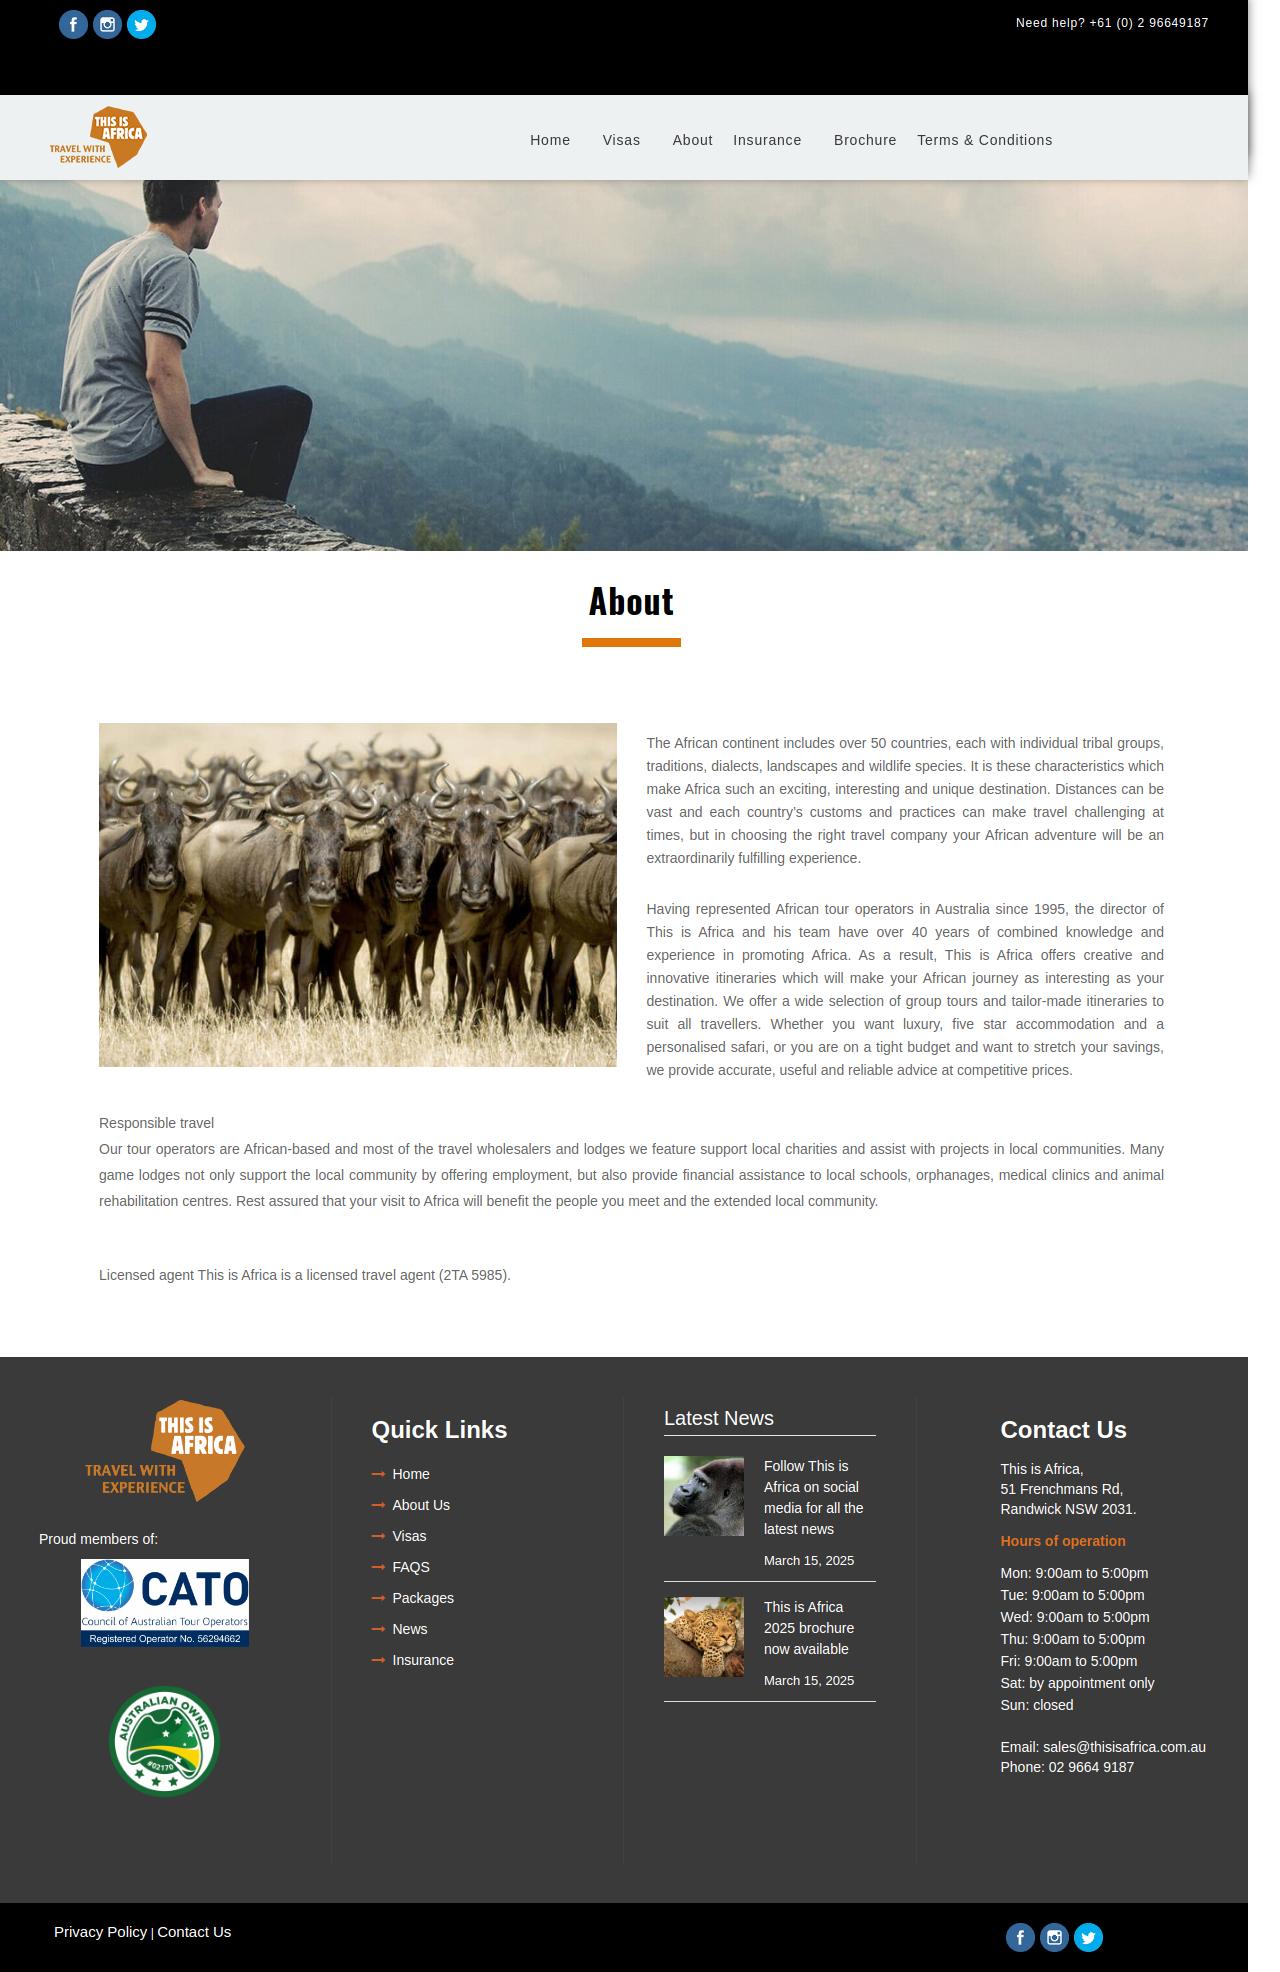 Need help? +61 (0) 2 96649187
THIS IS
AFRICA
TRAVEL WITH
EXPERIENCE
Home Visas About Insurance Brochure Terms & Conditions
About
The African continent includes over 50 countries, each with individual tribal groups,
traditions, dialects, landscapes and wildlife species. It is these characteristics which
make Africa such an exciting, interesting and unique destination. Distances can be
vast and each country’s customs and practices can make travel challenging at
times, but in choosing the right travel company your African adventure will be an
extraordinarily fulfilling experience.
Having represented African tour operators in Australia since 1995, the director of
This is Africa and his team have over 40 years of combined knowledge and
experience in promoting Africa. As a result, This is Africa offers creative and
innovative itineraries which will make your African journey as interesting as your
destination. We offer a wide selection of group tours and tailor-made itineraries to
suit all travellers. Whether you want luxury, five star accommodation and a
personalised safari, or you are on a tight budget and want to stretch your savings,
we provide accurate, useful and reliable advice at competitive prices.
Responsible travel
Our tour operators are African-based and most of the travel wholesalers and lodges we feature support local charities and assist with projects in local communities. Many
game lodges not only support the local community by offering employment, but also provide financial assistance to local schools, orphanages, medical clinics and animal
rehabilitation centres. Rest assured that your visit to Africa will benefit the people you meet and the extended local community.
Licensed agent This is Africa is a licensed travel agent (2TA 5985).
THIS IS
AFRICA
TRAVEL WITH
EXPERIENCE
Proud members of:
CATO
Council of Australian Tour Operators
Registered Operator No. 56294662
AUSTRALIAN OWNED
#02170
Quick Links
Home
About Us
Visas
FAQS
Packages
News
Insurance
Latest News
Follow This is
Africa on social
media for all the
latest news
March 15, 2025
This is Africa
2025 brochure
now available
March 15, 2025
Contact Us
This is Africa,
51 Frenchmans Rd,
Randwick NSW 2031.
Hours of operation
Mon: 9:00am to 5:00pm
Tue: 9:00am to 5:00pm
Wed: 9:00am to 5:00pm
Thu: 9:00am to 5:00pm
Fri: 9:00am to 5:00pm
Sat: by appointment only
Sun: closed
Email: sales@thisisafrica.com.au
Phone: 02 9664 9187
Privacy Policy | Contact Us